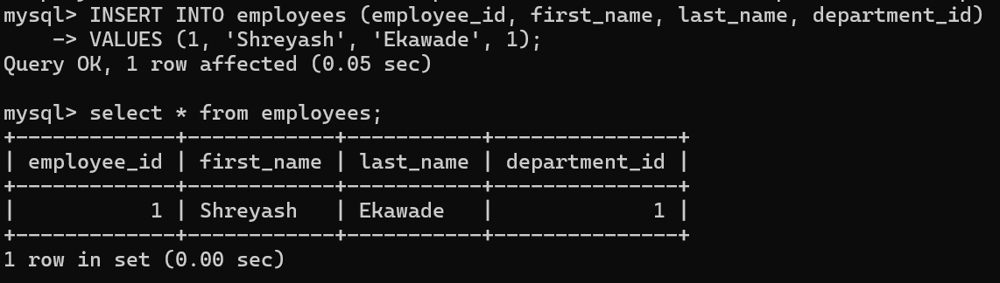 mysql> INSERT INTO employees (employee_id, first_name, last_name, department_id)
    -> VALUES (1, 'Shreyash', 'Ekawade', 1);
Query OK, 1 row affected (0.05 sec)

mysql> select * from employees;
+-------------+------------+-----------+---------------+
| employee_id | first_name | last_name | department_id |
+-------------+------------+-----------+---------------+
|           1 | Shreyash   | Ekawade   |             1 |
+-------------+------------+-----------+---------------+
1 row in set (0.00 sec)